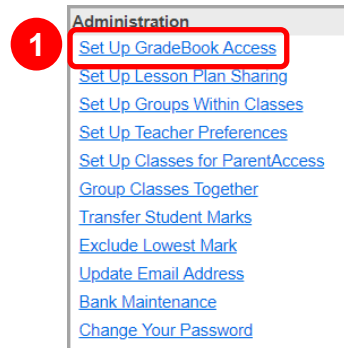 Administration
1
Set Up GradeBook Access
Set Up Lesson Plan Sharing
Set Up Groups Within Classes
Set Up Teacher Preferences
Set Up Classes for ParentAccess
Group Classes Together
Transfer Student Marks
Exclude Lowest Mark
Update Email Address
Bank Maintenance
Change Your Password